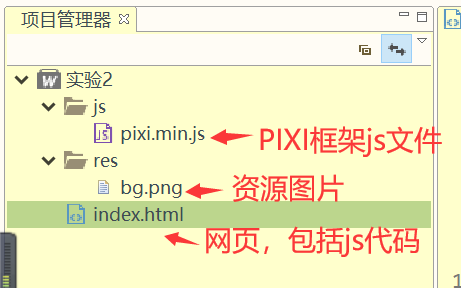 项目管理器
实验2
js
pixi.min.js
PIXI框架js文件
res
bg.png
资源图片
index.html
网页，包括js代码